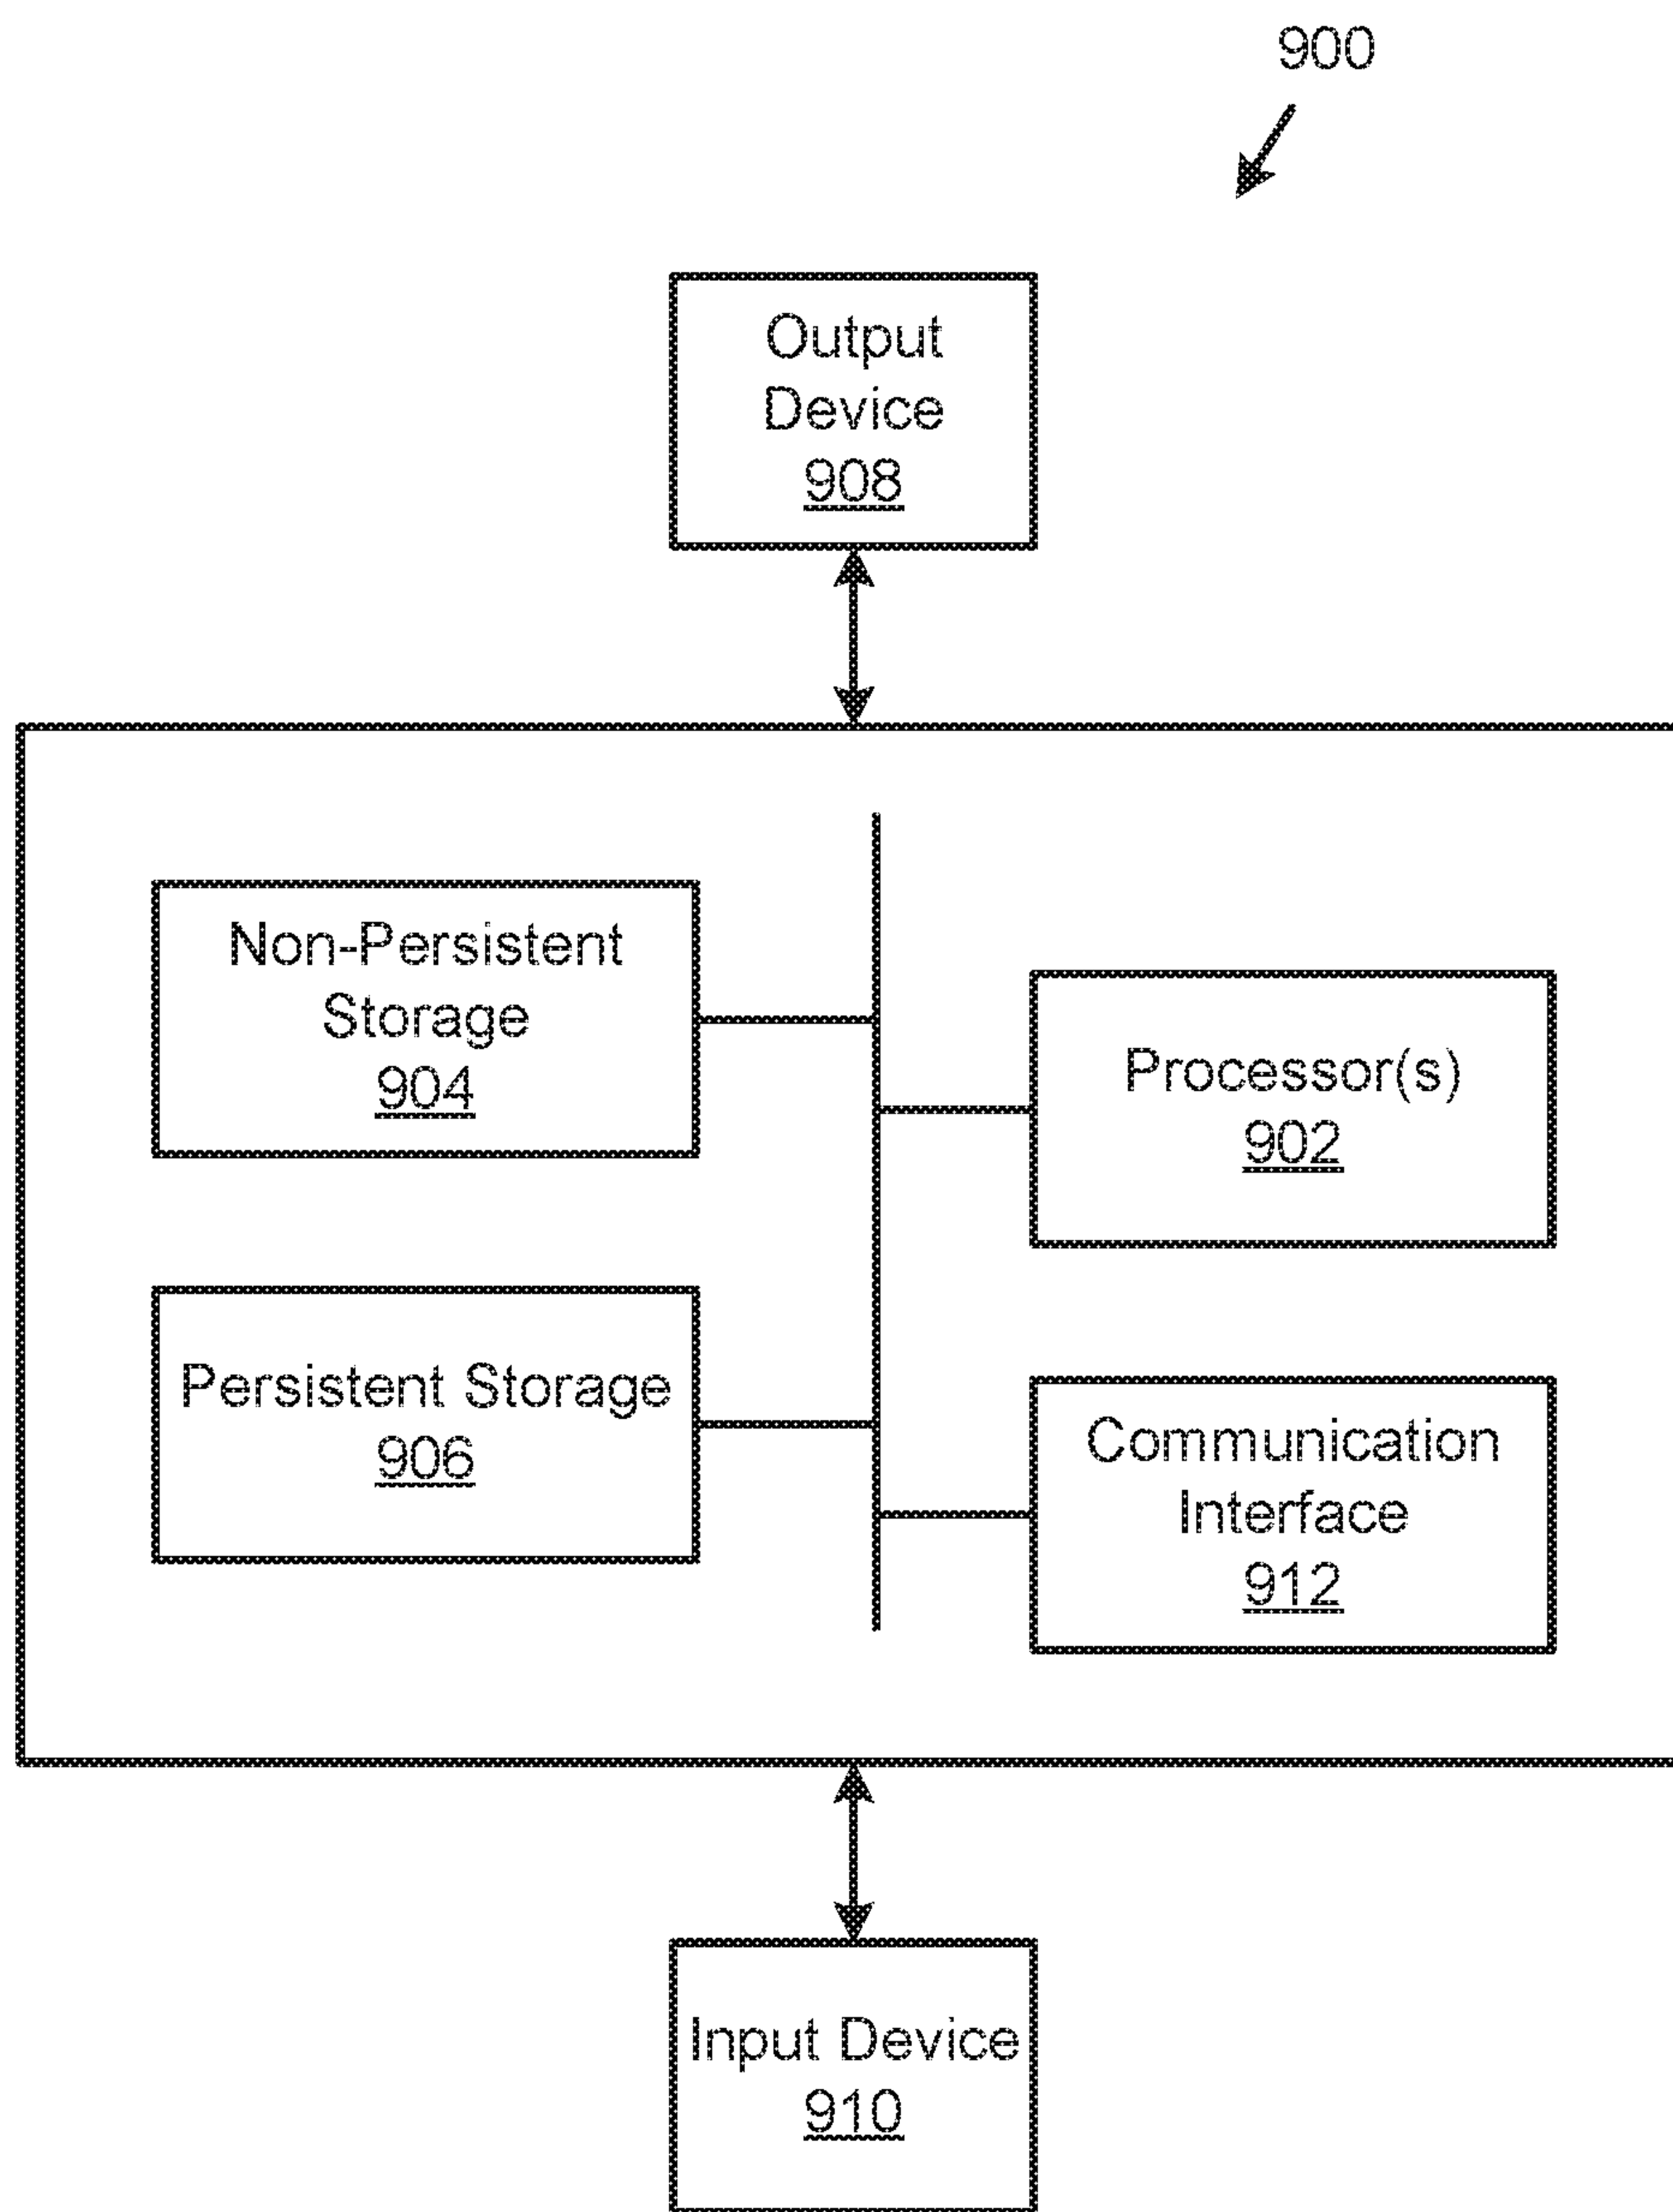 900
Output
Device
908
Non-Persistent
Storage
904
Processor(s)
902
Persistent Storage
906
Communication
Interface
912
Input Device
910